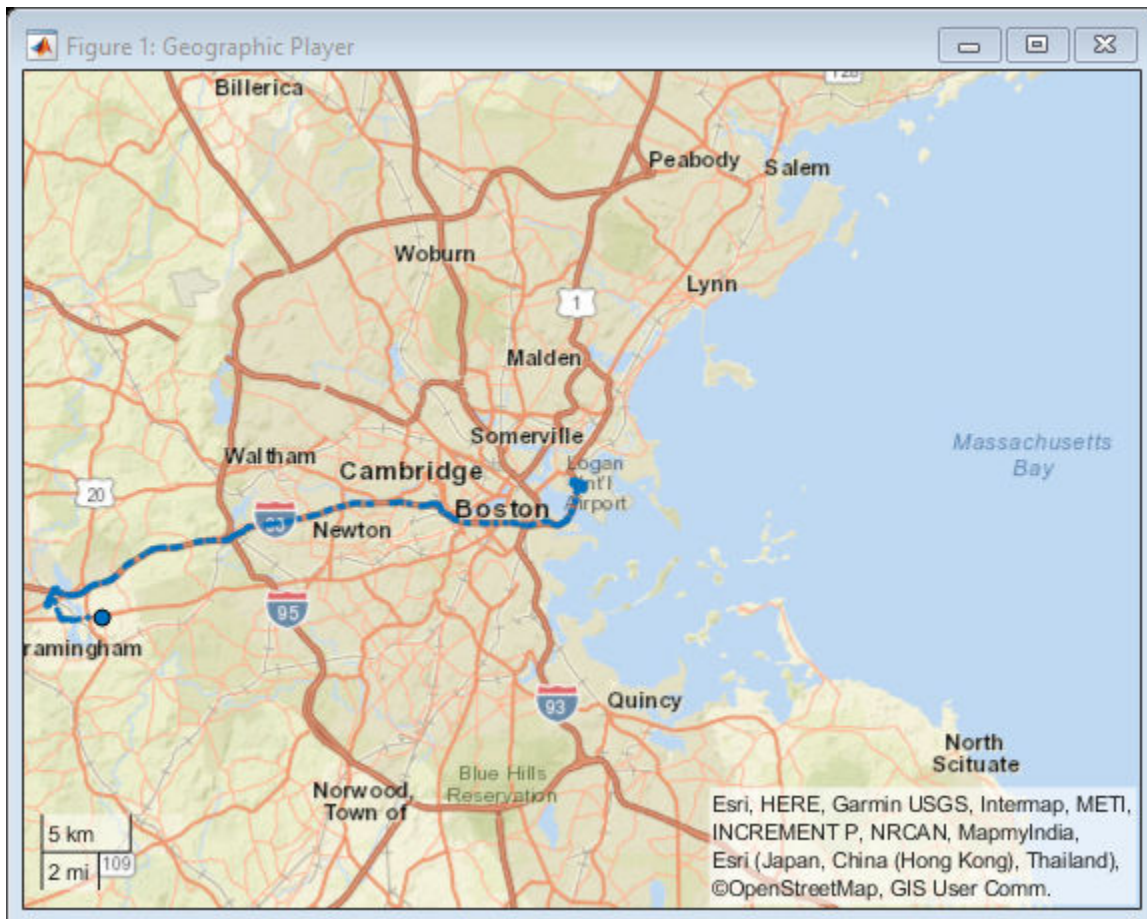 Figure 1: Geographic Player
128
Billerica
Peabody
Salem
Woburn
Lynn
1
Malden
Somerville
Waltham
Cambridge
Logan
Int'l
Airport
Massachusetts
Bay
20
Boston
Newton
95
ramingham
Quincy
93
North
Scituate
Blue Hills
Reservation
Norwood,
Town of
5 km
2 mi
109
Esri, HERE, Garmin USGS, Intermap, METI,
INCREMENT P, NRCAN, MapmyIndia,
Esri (Japan, China (Hong Kong), Thailand),
©OpenStreetMap, GIS User Comm.